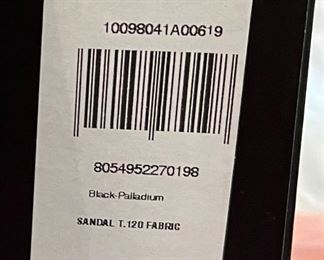 10098041A00619
8054952270198
Black-Palladium
SANDAL T.120 FABRIC